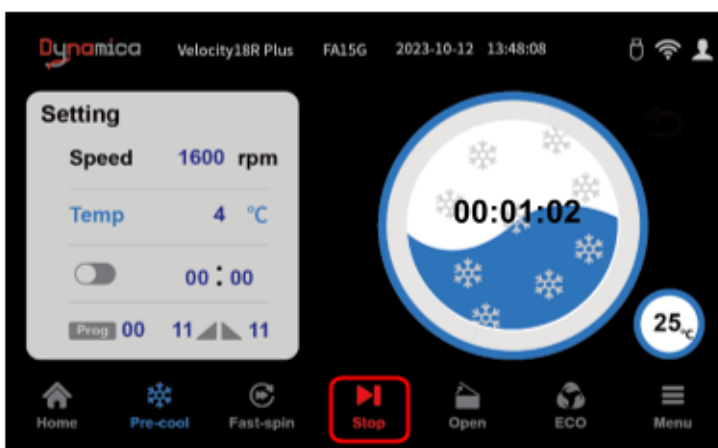 Dynamica Velocity18R Plus FA15G 2023-10-12 13:48:08
Setting
Speed 1600 rpm
Temp 4 °C
00:00
Prog 00 11 11
00:01:02
25℃
Home Pre-cool Fast-spin Stop Open ECO Menu